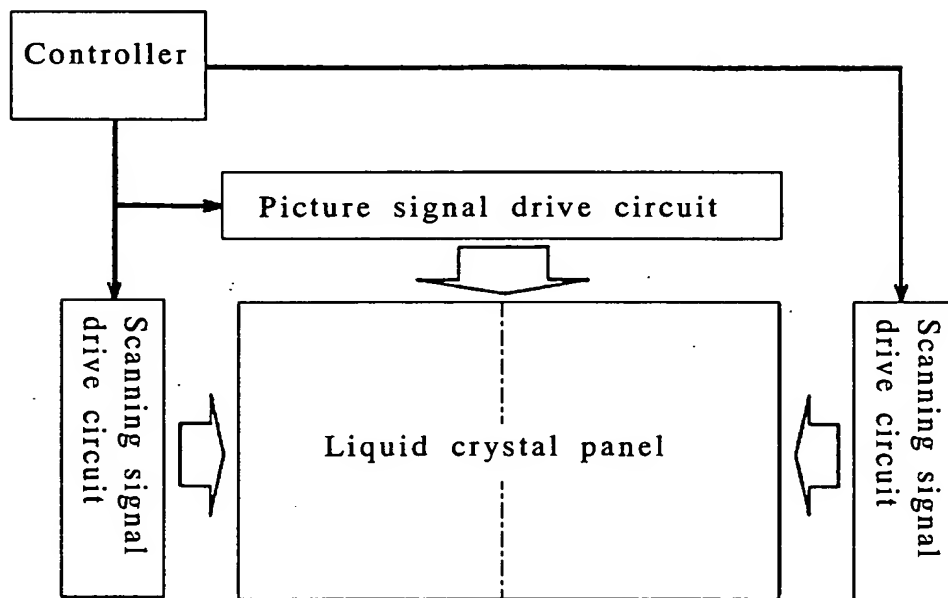 Controller
Picture signal drive circuit
Scanning signal
drive circuit
Liquid crystal panel
Scanning signal
drive circuit